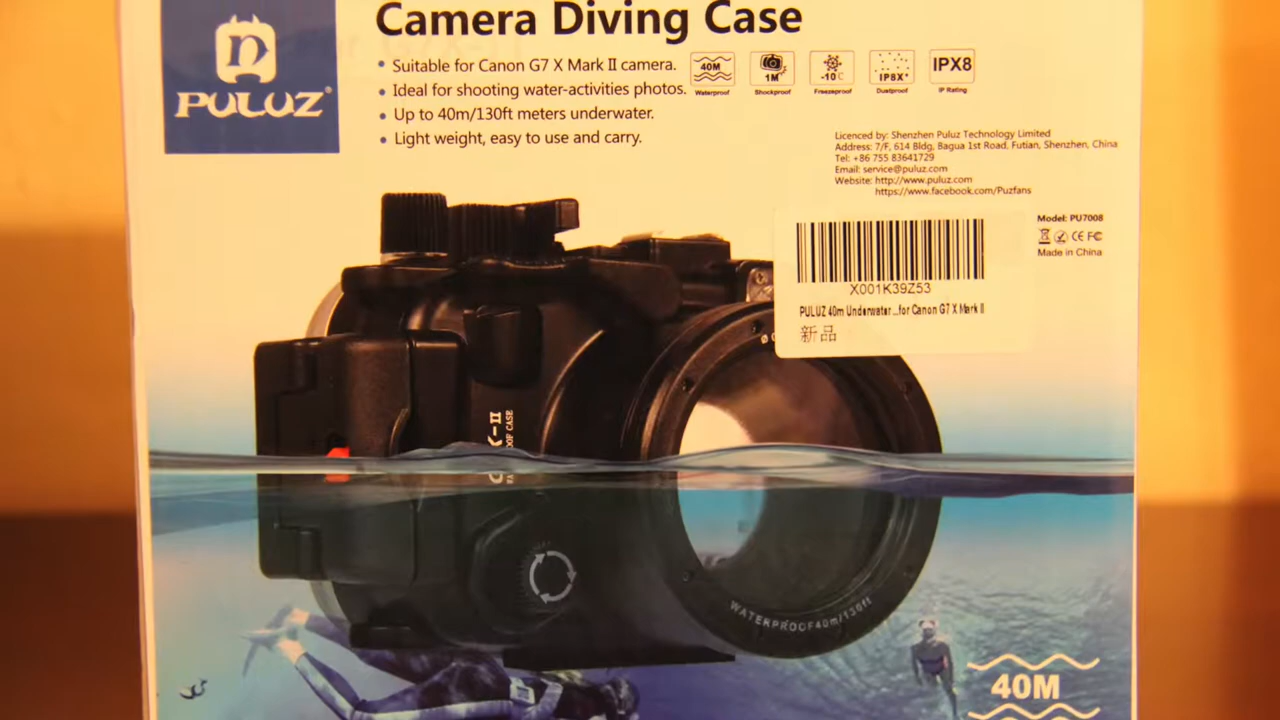 Camera Diving Case
PULUZ®
• Suitable for Canon G7 X Mark II camera.
• Ideal for shooting water-activities photos.
• Up to 40m/130ft meters underwater.
• Light weight, easy to use and carry.
40M
Waterproof
1M
Shockproof
-10°C
Freezeproof
IP8X*
Dustproof
IPX8
IP Rating
Licenced by: Shenzhen Puluz Technology Limited
Address: 7/F, 614 Bldg, Bagua 1st Road, Futian, Shenzhen, China
Tel: +86 755 83641729
Email: service@puluz.com
Website: http://www.puluz.com
https://www.facebook.com/Puzfans
Model: PU7008
CE FC
Made in China
X001K39Z53
PULUZ 40m Underwater ...for Canon G7 X Mark II
新品
X-II
OF CASE
WATERPROOF40m/130ft
40M